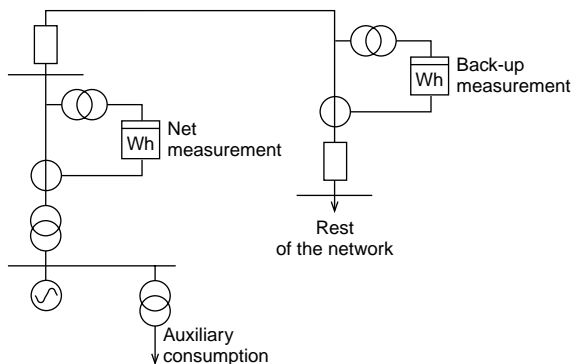 Wh
Back-up
measurement
Wh
Net
measurement
Rest
of the network
Auxiliary
consumption